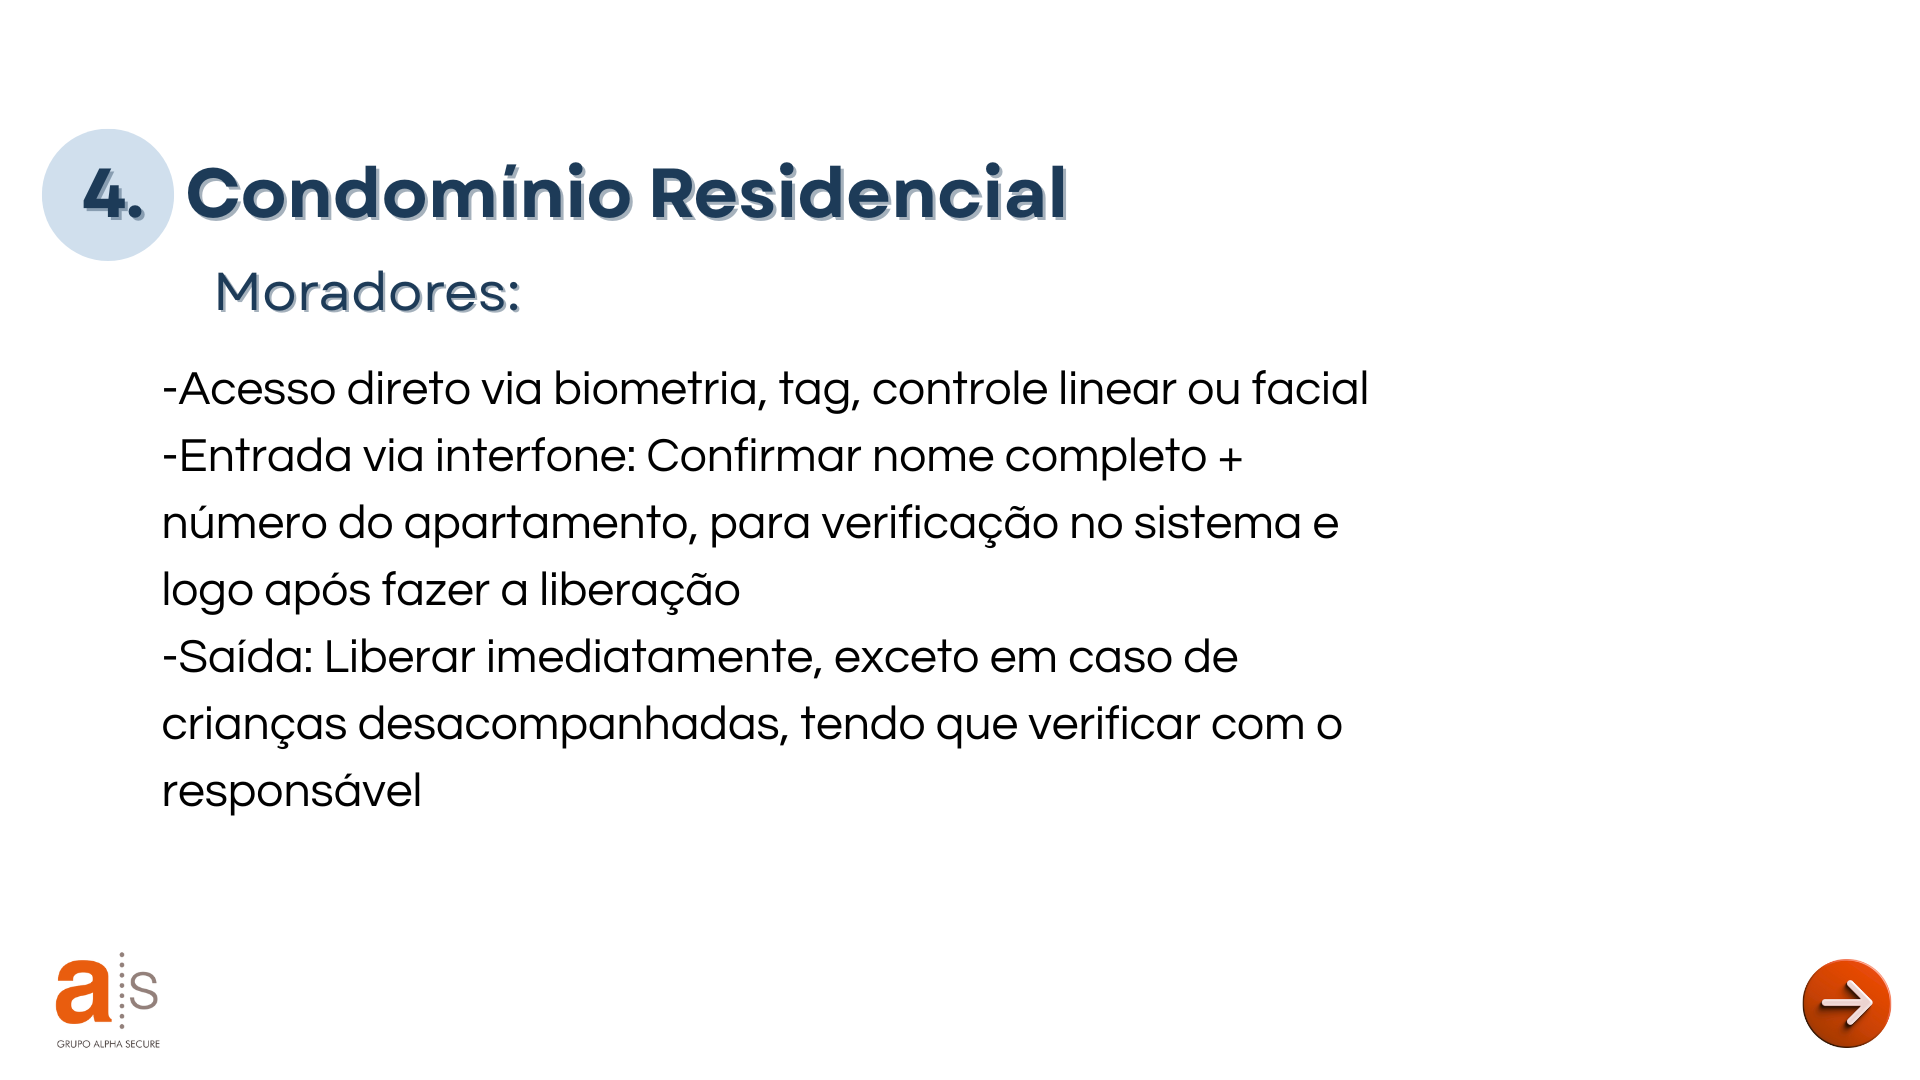 4. Condomínio Residencial
Moradores:
-Acesso direto via biometria, tag, controle linear ou facial
-Entrada via interfone: Confirmar nome completo +
número do apartamento, para verificação no sistema e
logo após fazer a liberação
-Saída: Liberar imediatamente, exceto em caso de
crianças desacompanhadas, tendo que verificar com o
responsável
a s
GRUPO ALPHA SECURE